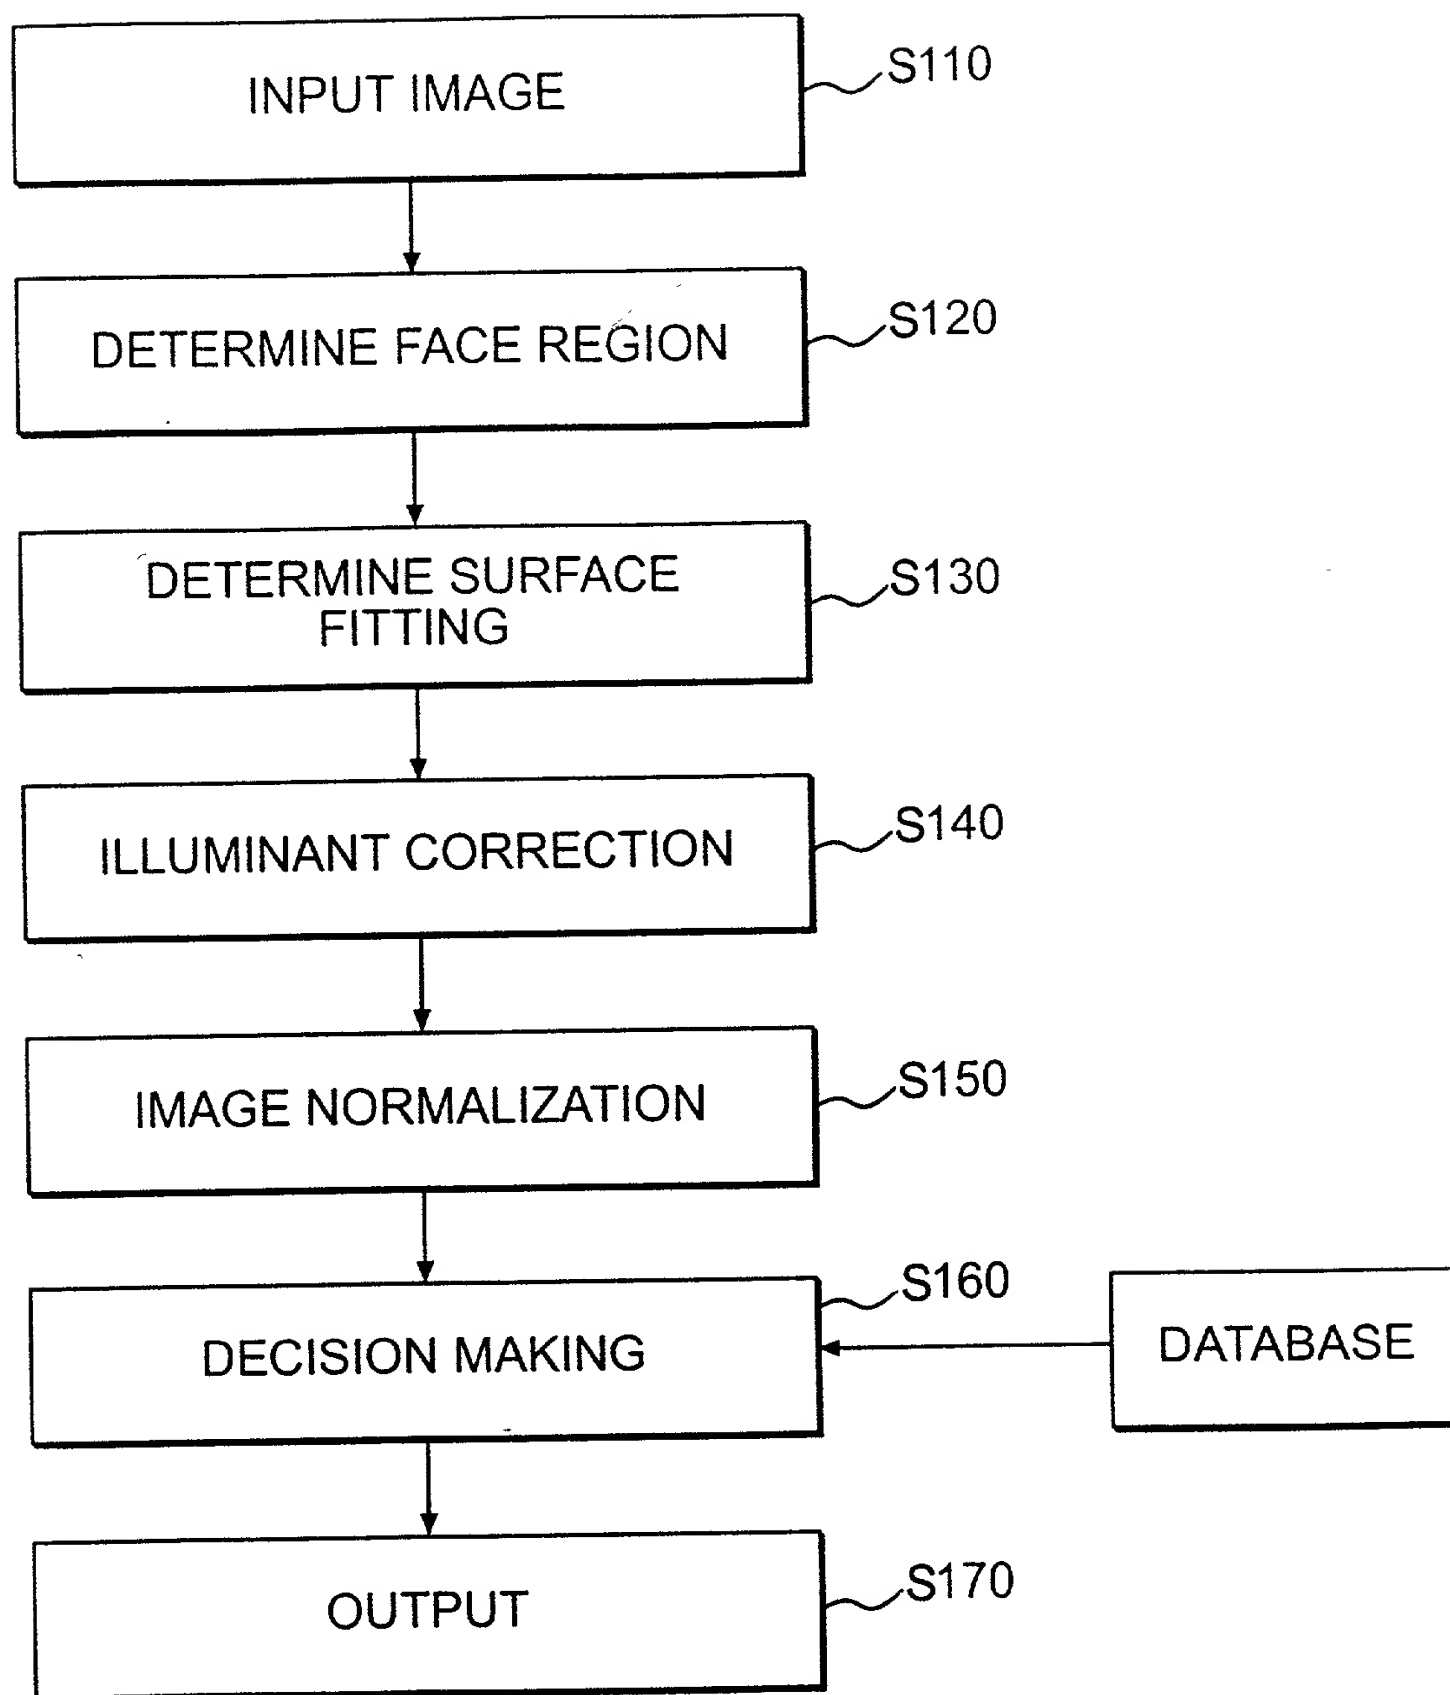 INPUT IMAGE
S110
DETERMINE FACE REGION
S120
DETERMINE SURFACE
FITTING
S130
ILLUMINANT CORRECTION
S140
IMAGE NORMALIZATION
S150
DECISION MAKING
S160
DATABASE
OUTPUT
S170